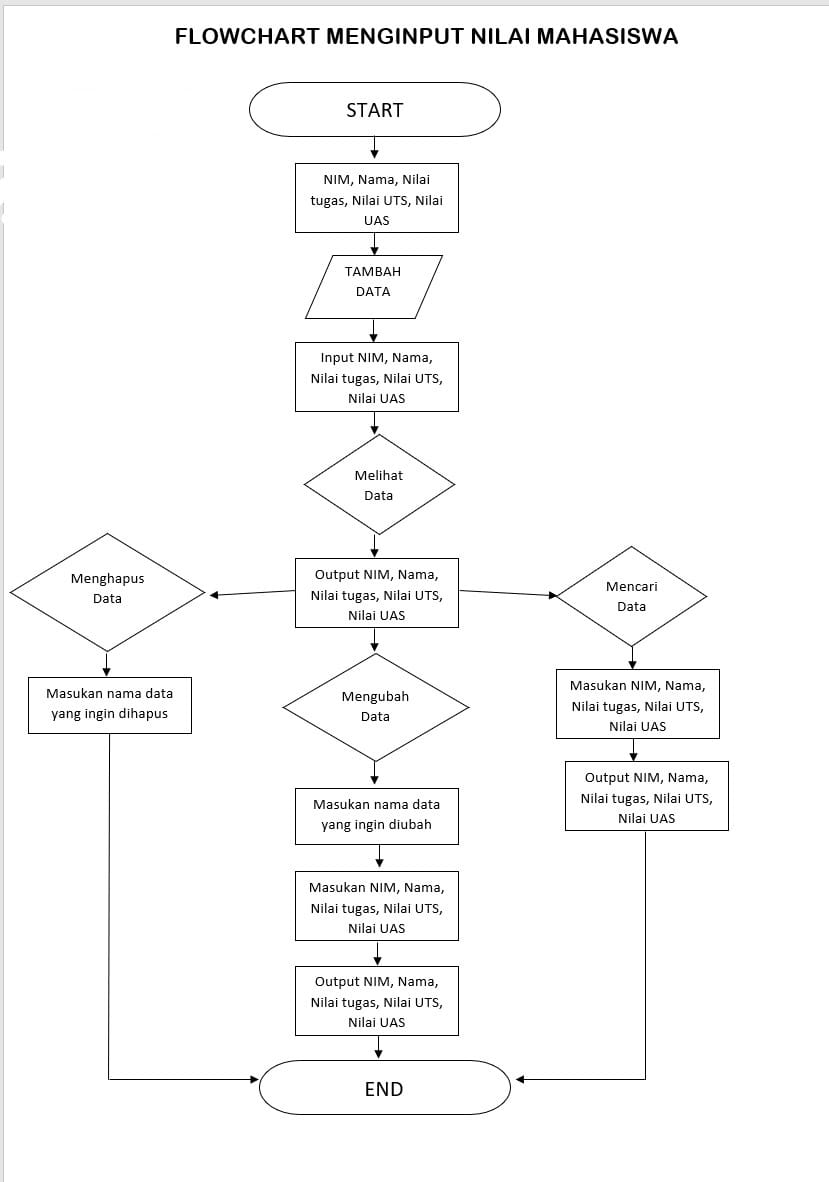 FLOWCHART MENGINPUT NILAI MAHASISWA
START
NIM, Nama, Nilai
tugas, Nilai UTS, Nilai
UAS
TAMBAH
DATA
Input NIM, Nama,
Nilai tugas, Nilai UTS,
Nilai UAS
Melihat
Data
Output NIM, Nama,
Nilai tugas, Nilai UTS,
Nilai UAS
Menghapus
Data
Masukan nama data
yang ingin dihapus
Mengubah
Data
Masukan nama data
yang ingin diubah
Masukan NIM, Nama,
Nilai tugas, Nilai UTS,
Nilai UAS
Output NIM, Nama,
Nilai tugas, Nilai UTS,
Nilai UAS
Mencari
Data
Masukan NIM, Nama,
Nilai tugas, Nilai UTS,
Nilai UAS
Output NIM, Nama,
Nilai tugas, Nilai UTS,
Nilai UAS
END